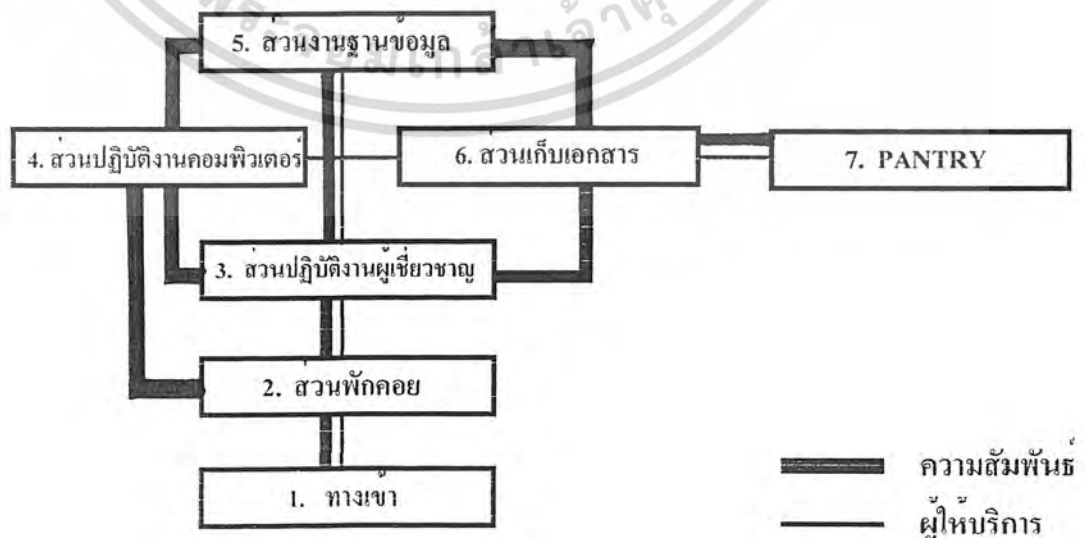 5. ส่วนงานฐานข้อมูล
4. ส่วนปฏิบัติงานคอมพิวเตอร์
6. ส่วนเก็บเอกสาร
7. PANTRY
3. ส่วนปฏิบัติงานผู้เชี่ยวชาญ
2. ส่วนพักคอย
1. ทางเข้า
ความสัมพันธ์
ผู้ให้บริการ